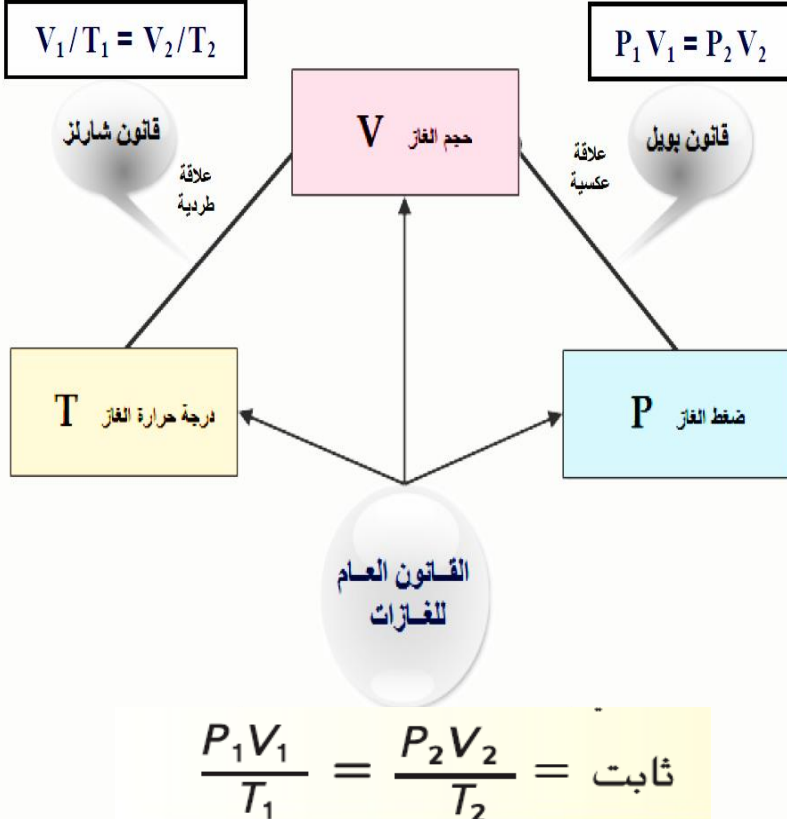 P₁ V₁ = P₂ V₂
V₁ / T₁ = V₂ / T₂
قانون بويل
علاقة
عكسية
حجم الغاز V
قانون شارلز
علاقة
طردية
ضغط الغاز P
درجة حرارة الغاز T
القانون العام
للغازات
P₁V₁/T₁ = P₂V₂/T₂ = ثابت